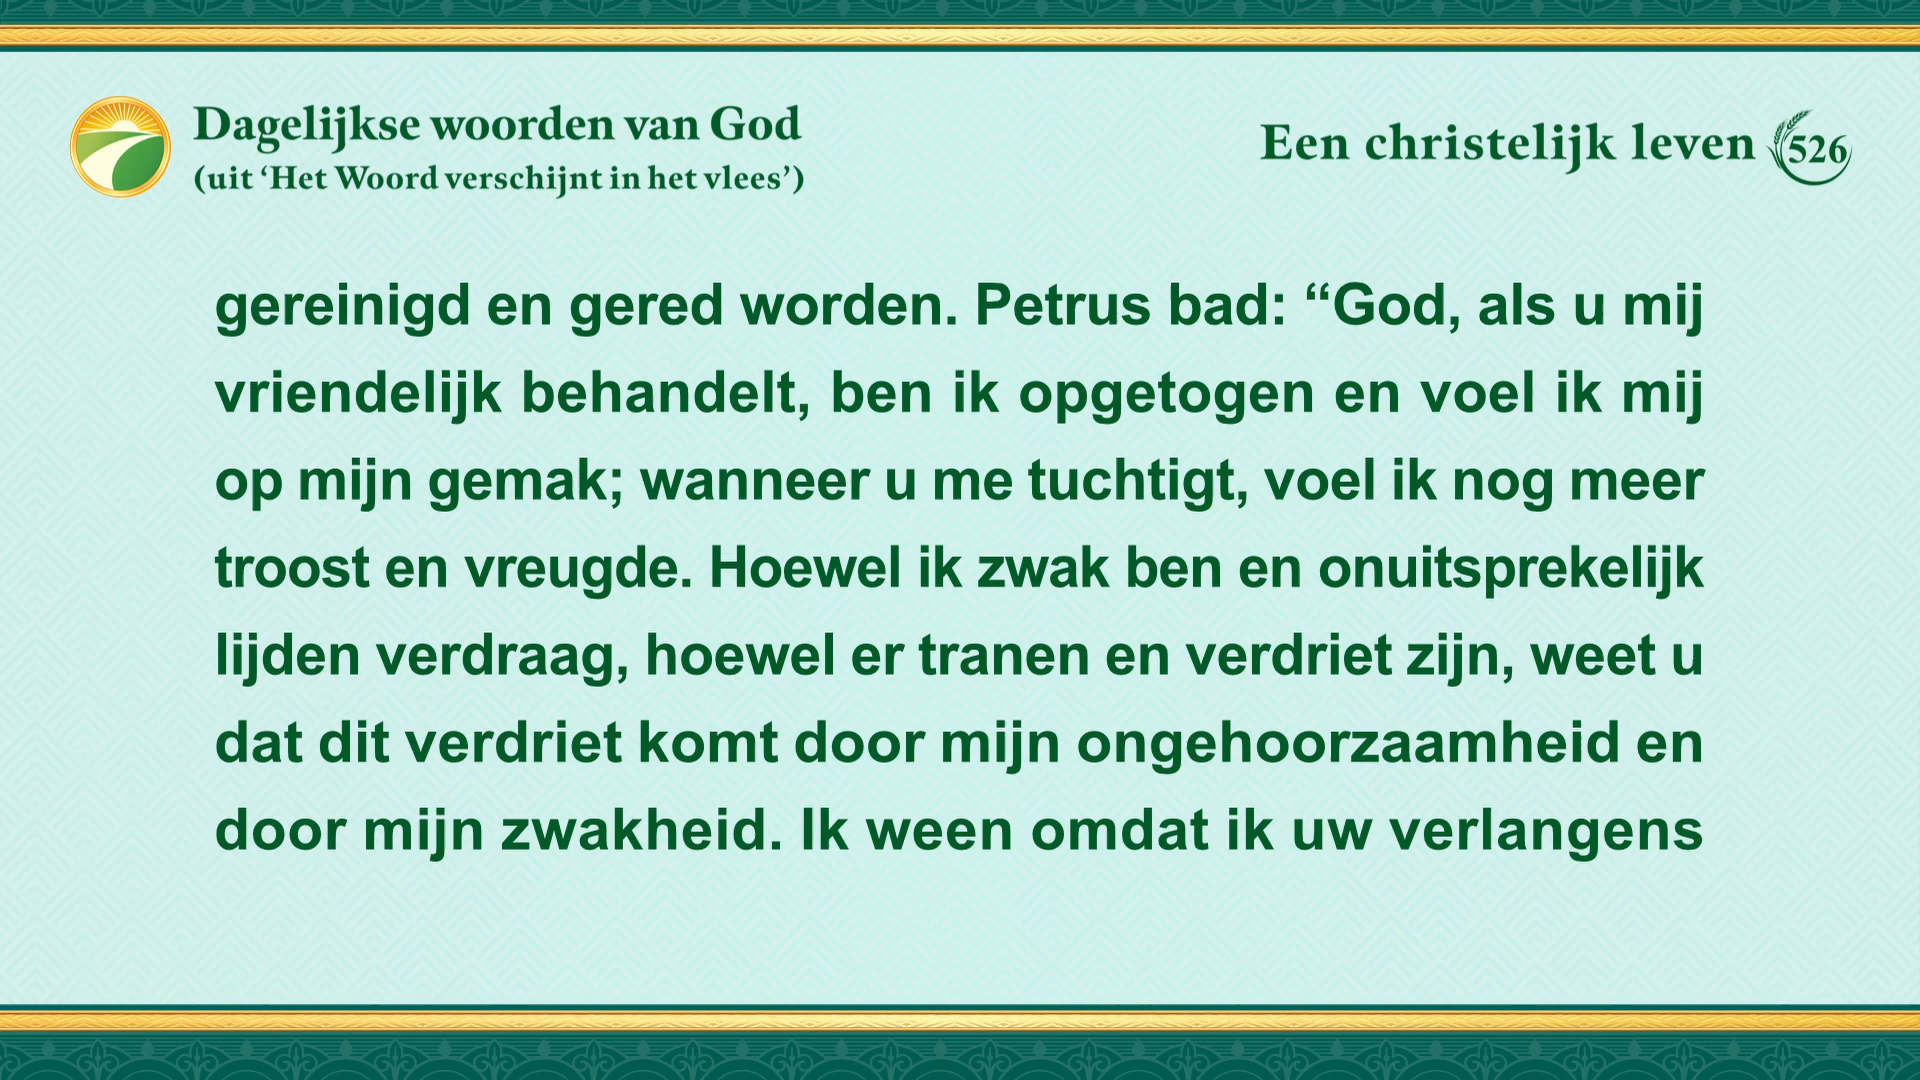 Dagelijkse woorden van God
(uit ‘Het Woord verschijnt in het vlees’)
Een christelijk leven 526
gereinigd en gered worden. Petrus bad: “God, als u mij
vriendelijk behandelt, ben ik opgetogen en voel ik mij
op mijn gemak; wanneer u me tuchtigt, voel ik nog meer
troost en vreugde. Hoewel ik zwak ben en onuitsprekelijk
lijden verdraag, hoewel er tranen en verdriet zijn, weet u
dat dit verdriet komt door mijn ongehoorzaamheid en
door mijn zwakheid. Ik ween omdat ik uw verlangens